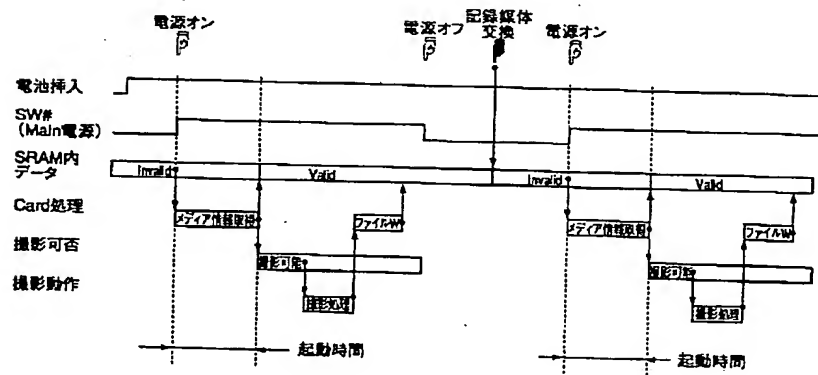 電源オン
電源オフ
記録媒体
交換
電源オン
電池挿入
SW#
(Main電源)
SRAM内
データ
Invalid
Valid
Invalid
Valid
Card処理
メディア情報取得
ファイルW
メディア情報取得
ファイルW
撮影可否
撮影可能
撮影可能
撮影動作
撮影処理
撮影処理
起動時間
起動時間